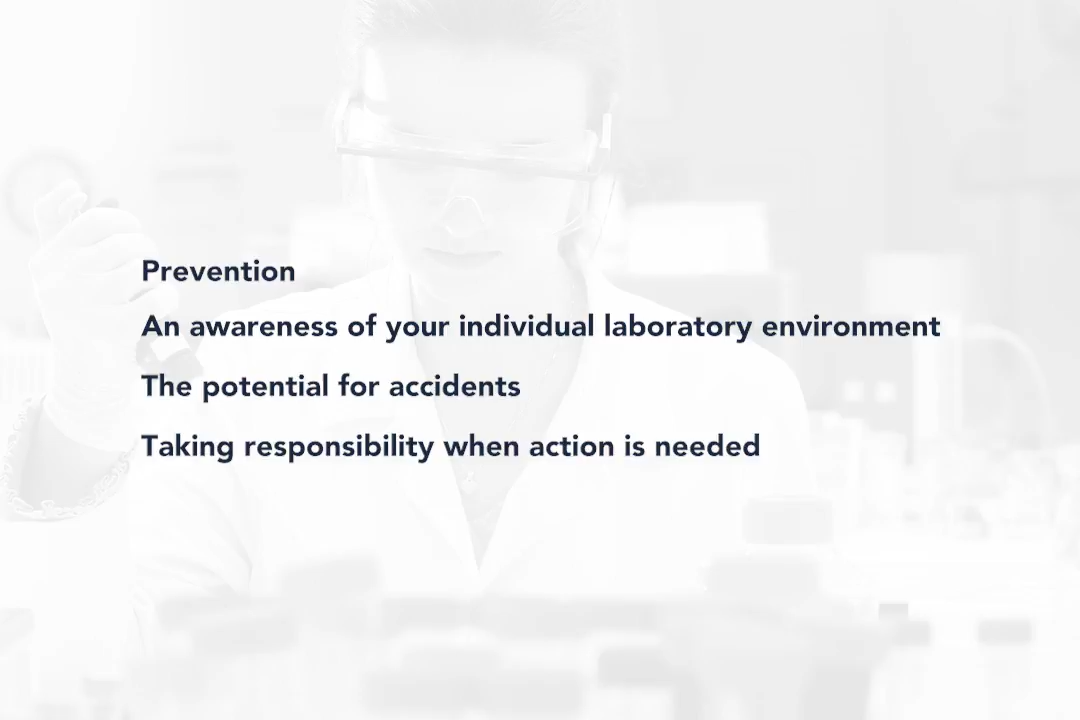 Prevention
An awareness of your individual laboratory environment
The potential for accidents
Taking responsibility when action is needed